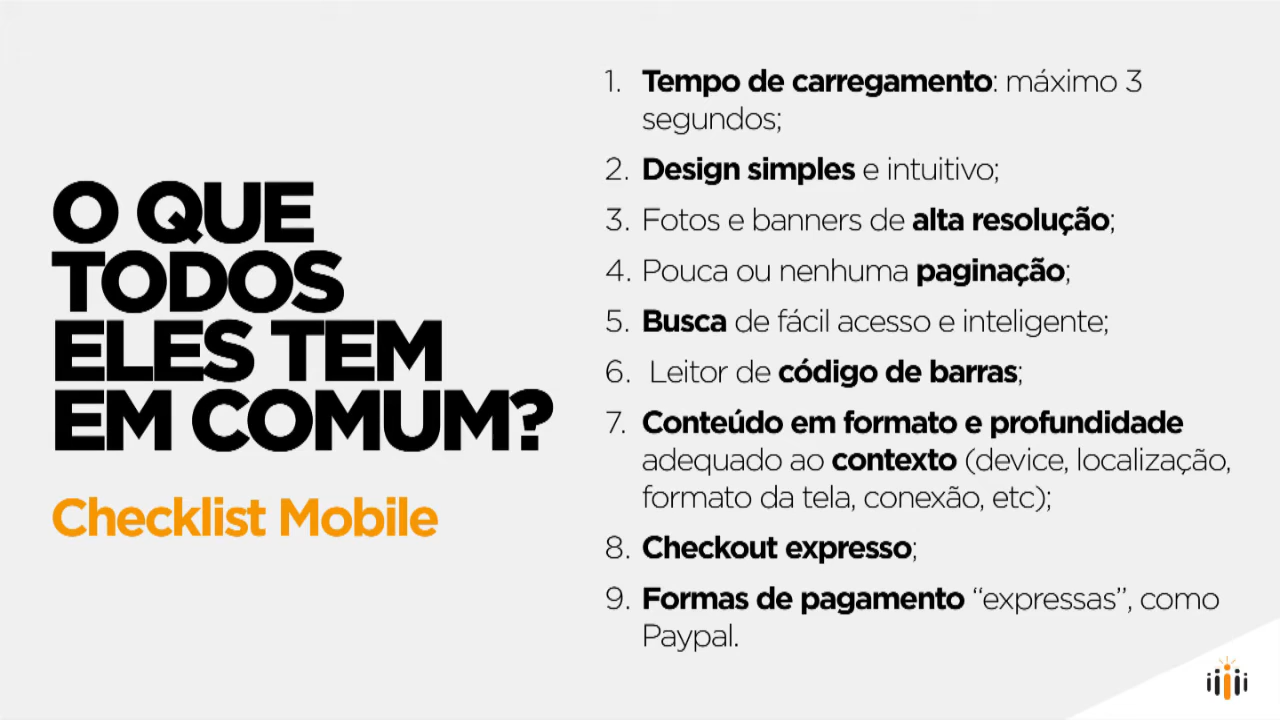 O QUE
TODOS
ELES TEM
EM COMUM?
Checklist Mobile
1. Tempo de carregamento: máximo 3
segundos;
2. Design simples e intuitivo;
3. Fotos e banners de alta resolução;
4. Pouca ou nenhuma paginação;
5. Busca de fácil acesso e inteligente;
6. Leitor de código de barras;
7. Conteúdo em formato e profundidade
adequado ao contexto (device, localização,
formato da tela, conexão, etc);
8. Checkout expresso;
9. Formas de pagamento “expressas”, como
Paypal.